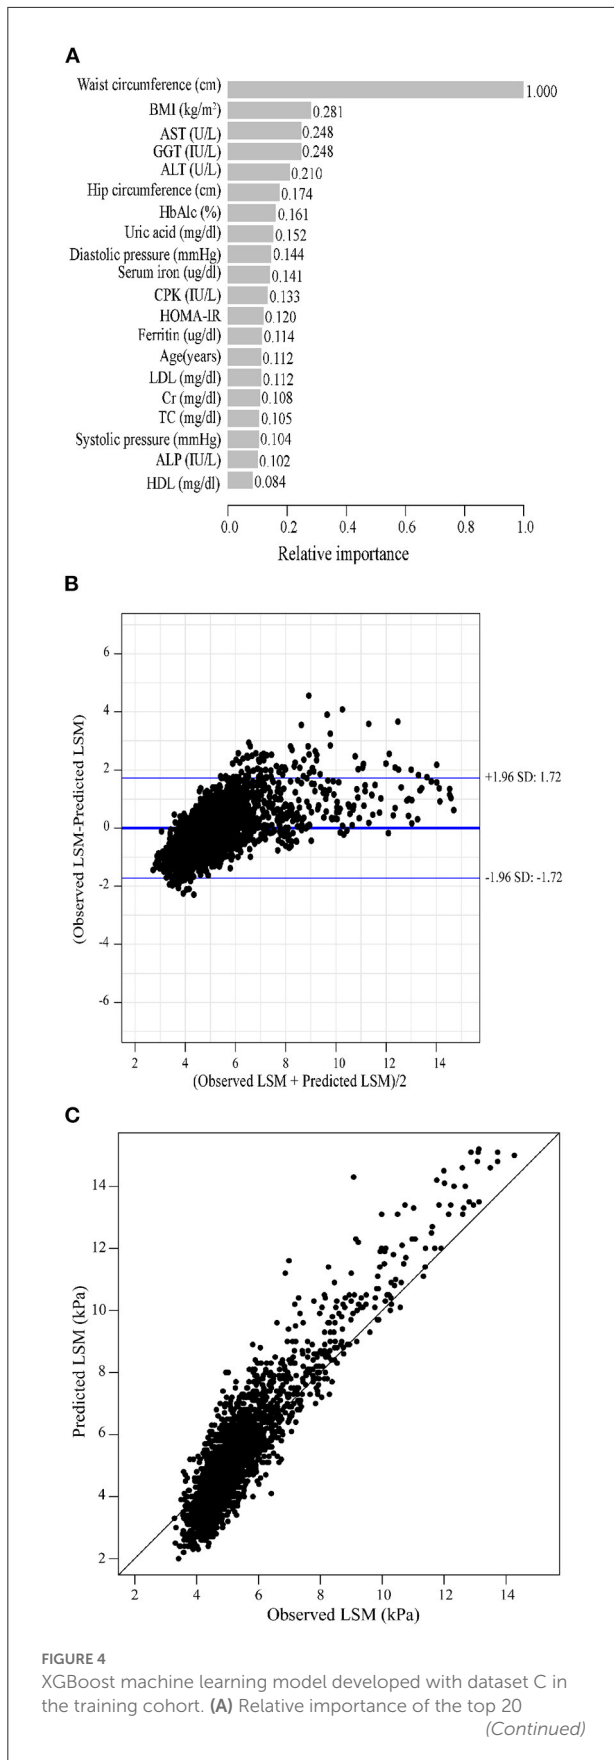 A
Waist circumference (cm) 1.000
BMI (kg/m²) 0.281
AST (U/L) 0.248
GGT (IU/L) 0.248
ALT (U/L) 0.210
Hip circumference (cm) 0.174
HbAlc (%) 0.161
Uric acid (mg/dl) 0.152
Diastolic pressure (mmHg) 0.144
Serum iron (ug/dl) 0.141
CPK (IU/L) 0.133
HOMA-IR 0.120
Ferritin (ug/dl) 0.114
Age(years) 0.112
LDL (mg/dl) 0.112
Cr (mg/dl) 0.108
TC (mg/dl) 0.105
Systolic pressure (mmHg) 0.104
ALP (IU/L) 0.102
HDL (mg/dl) 0.084
0.0 0.2 0.4 0.6 0.8 1.0
Relative importance
B
(Observed LSM-Predicted LSM)
6
4
2
+1.96 SD: 1.72
0
-1.96 SD: -1.72
-2
-4
-6
2 4 6 8 10 12 14
(Observed LSM + Predicted LSM)/2
C
Predicted LSM (kPa)
14
12
10
8
6
4
2
2 4 6 8 10 12 14
Observed LSM (kPa)
FIGURE 4
XGBoost machine learning model developed with dataset C in
the training cohort. (A) Relative importance of the top 20
(Continued)